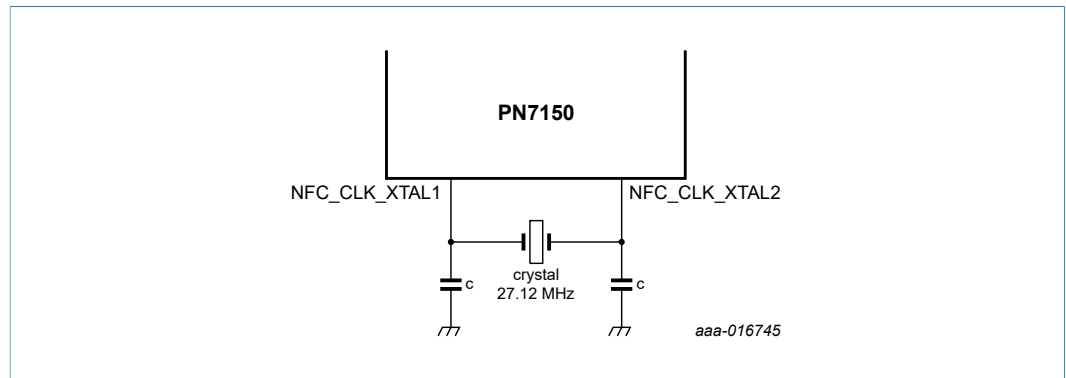 PN7150
NFC_CLK_XTAL1
NFC_CLK_XTAL2
c
crystal
27.12 MHz
c
aaa-016745